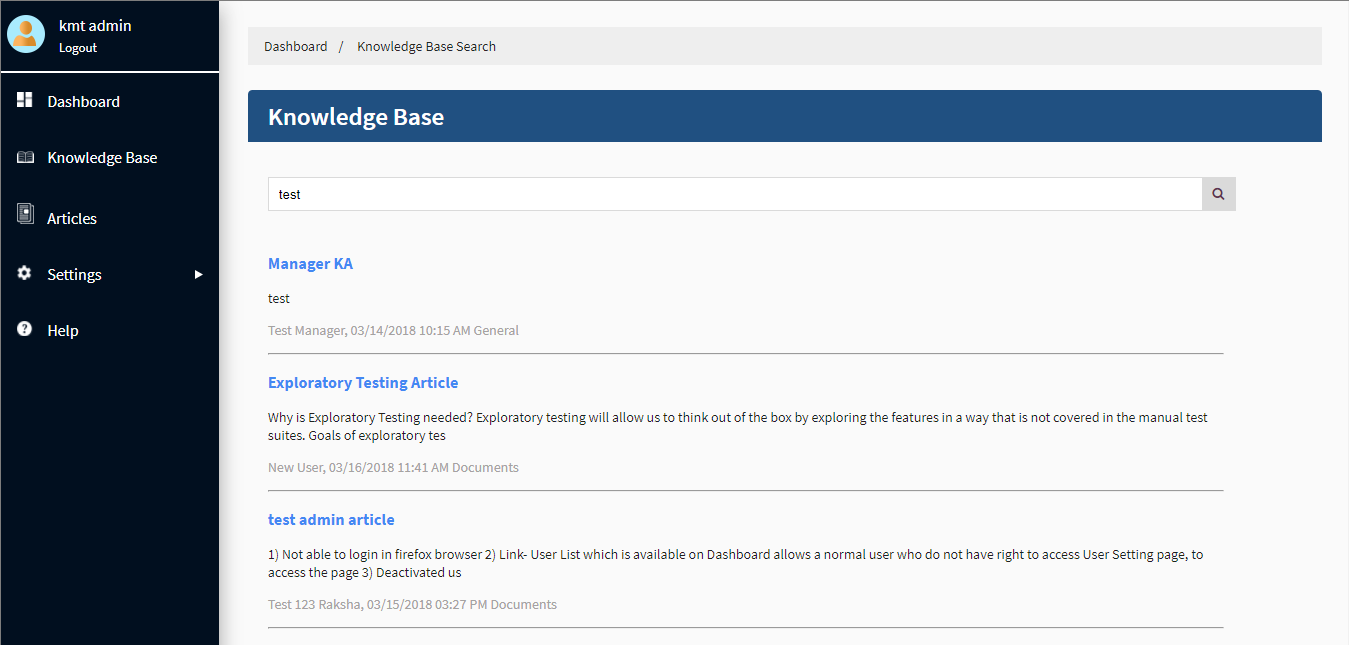 kmt admin
Logout
Dashboard
Knowledge Base
Articles
Settings
Help
Dashboard / Knowledge Base Search
Knowledge Base
test
Manager KA
test
Test Manager, 03/14/2018 10:15 AM General
Exploratory Testing Article
Why is Exploratory Testing needed? Exploratory testing will allow us to think out of the box by exploring the features in a way that is not covered in the manual test
suites. Goals of exploratory tes
New User, 03/16/2018 11:41 AM Documents
test admin article
1) Not able to login in firefox browser 2) Link- User List which is available on Dashboard allows a normal user who do not have right to access User Setting page, to
access the page 3) Deactivated us
Test 123 Raksha, 03/15/2018 03:27 PM Documents